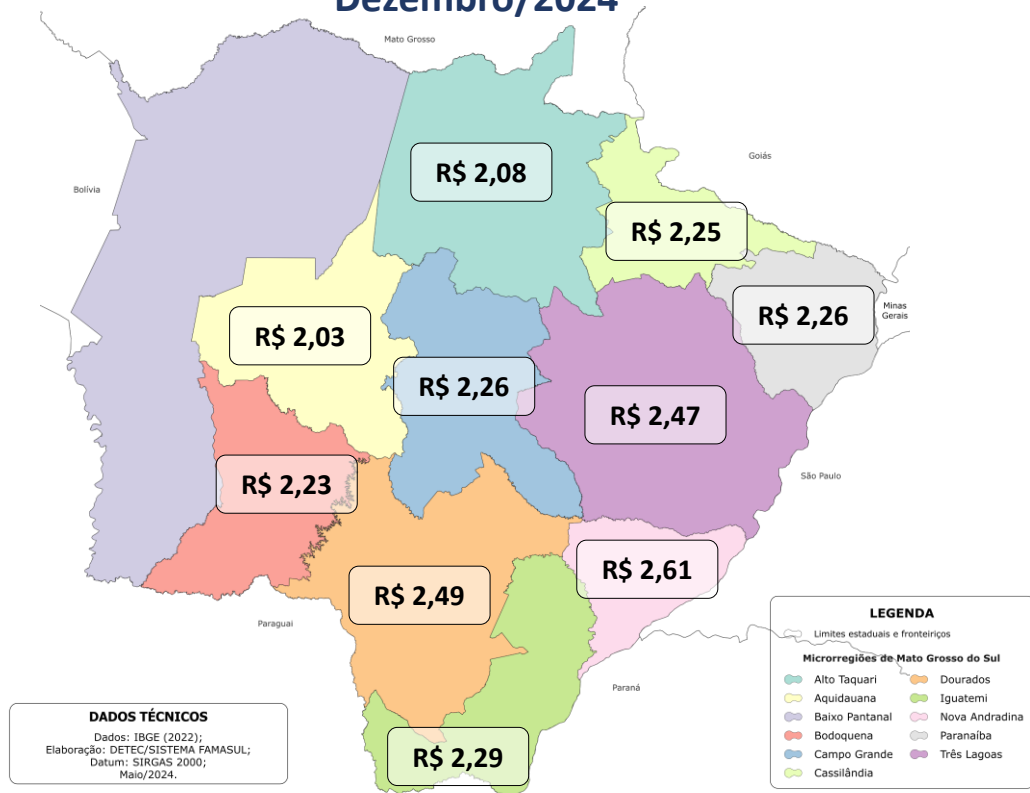 Dezembro/2024
Mato Grosso
R$ 2,08
Goiás
Bolívia
R$ 2,25
Minas
Gerais
R$ 2,26
R$ 2,03
R$ 2,26
R$ 2,47
São Paulo
R$ 2,23
R$ 2,61
R$ 2,49
Paraguai
Paraná
R$ 2,29
LEGENDA
Limites estaduais e fronteiriços
Microrregiões de Mato Grosso do Sul
Alto Taquari
Aquidauana
Baixo Pantanal
Bodoquena
Campo Grande
Cassilândia
Dourados
Iguatemi
Nova Andradina
Paranaíba
Três Lagoas
DADOS TÉCNICOS
Dados: IBGE (2022);
Elaboração: DETEC/SISTEMA FAMASUL;
Datum: SIRGAS 2000;
Maio/2024.